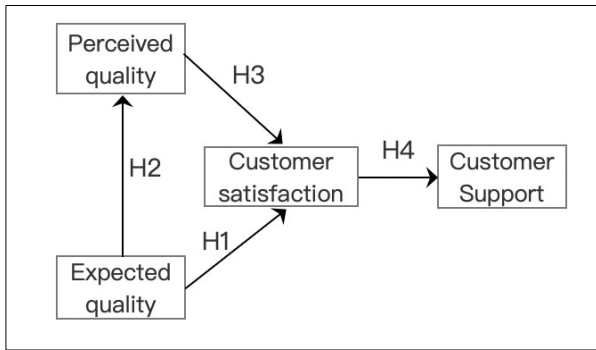 Perceived
quality
H3
H2
Customer
satisfaction
H4
Customer
Support
H1
Expected
quality